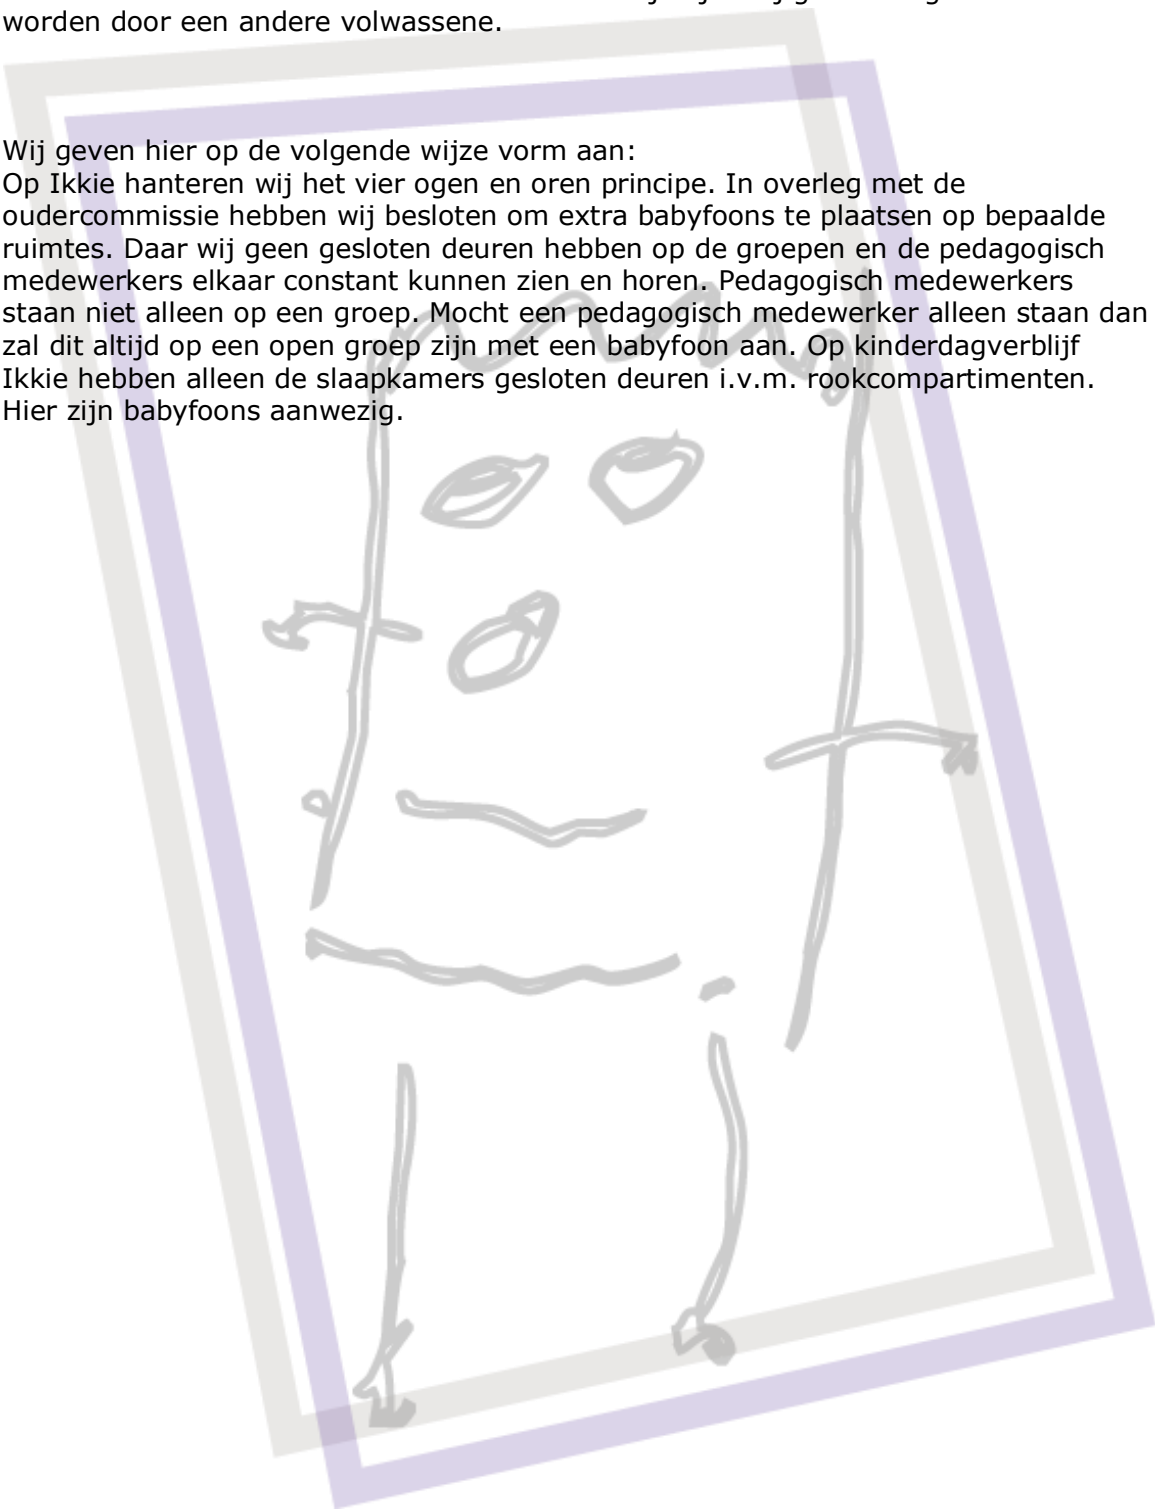 worden door een andere volwassene.
Wij geven hier op de volgende wijze vorm aan:
Op Ikkie hanteren wij het vier ogen en oren principe. In overleg met de
oudercommissie hebben wij besloten om extra babyfoons te plaatsen op bepaalde
ruimtes. Daar wij geen gesloten deuren hebben op de groepen en de pedagogisch
medewerkers elkaar constant kunnen zien en horen. Pedagogisch medewerkers
staan niet alleen op een groep. Mocht een pedagogisch medewerker alleen staan dan
zal dit altijd op een open groep zijn met een babyfoon aan. Op kinderdagverblijf
Ikkie hebben alleen de slaapkamers gesloten deuren i.v.m. rookcompartimenten.
Hier zijn babyfoons aanwezig.